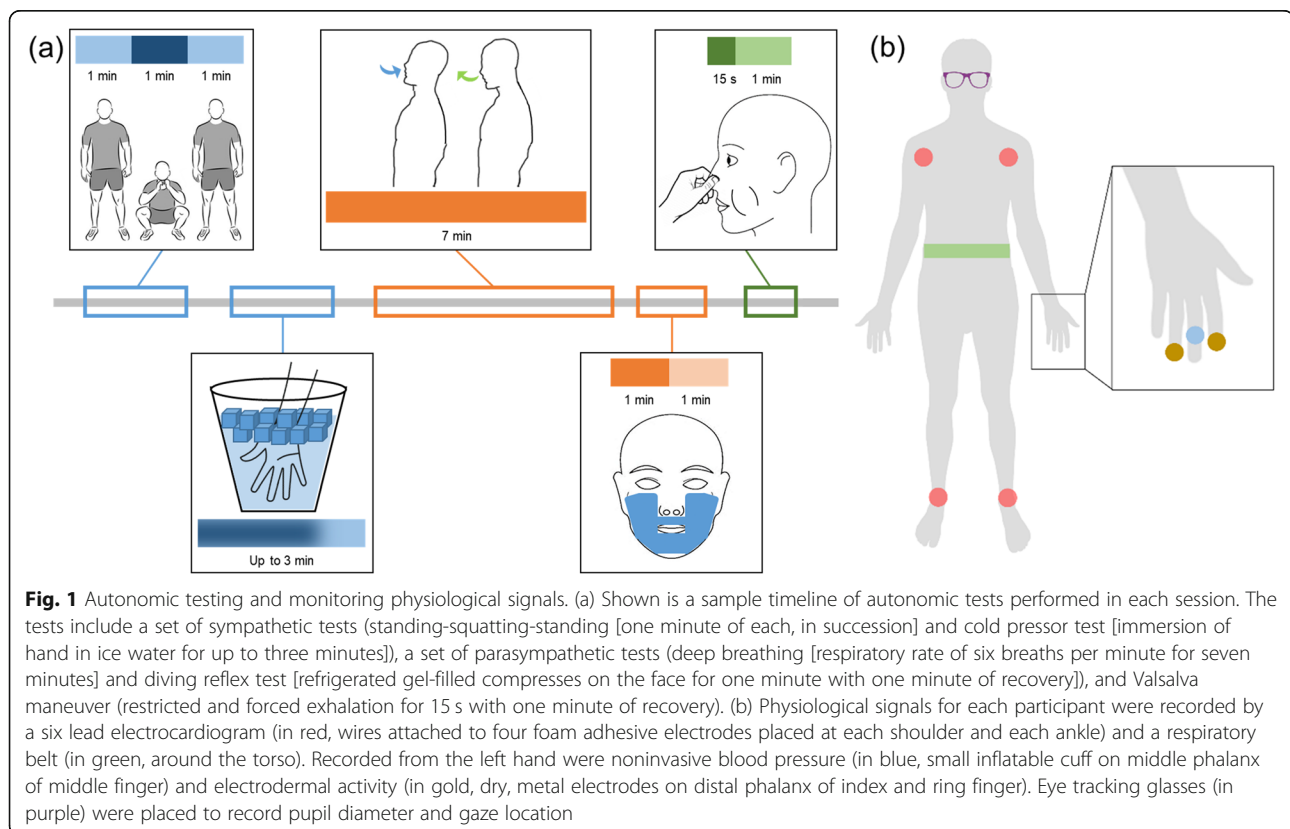 (a)
1 min 1 min 1 min
7 min
15 s 1 min
Up to 3 min
1 min 1 min
(b)
Fig. 1 Autonomic testing and monitoring physiological signals. (a) Shown is a sample timeline of autonomic tests performed in each session. The
tests include a set of sympathetic tests (standing-squatting-standing [one minute of each, in succession] and cold pressor test [immersion of
hand in ice water for up to three minutes]), a set of parasympathetic tests (deep breathing [respiratory rate of six breaths per minute for seven
minutes] and diving reflex test [refrigerated gel-filled compresses on the face for one minute with one minute of recovery]), and Valsalva
maneuver (restricted and forced exhalation for 15 s with one minute of recovery). (b) Physiological signals for each participant were recorded by
a six lead electrocardiogram (in red, wires attached to four foam adhesive electrodes placed at each shoulder and each ankle) and a respiratory
belt (in green, around the torso). Recorded from the left hand were noninvasive blood pressure (in blue, small inflatable cuff on middle phalanx
of middle finger) and electrodermal activity (in gold, dry, metal electrodes on distal phalanx of index and ring finger). Eye tracking glasses (in
purple) were placed to record pupil diameter and gaze location